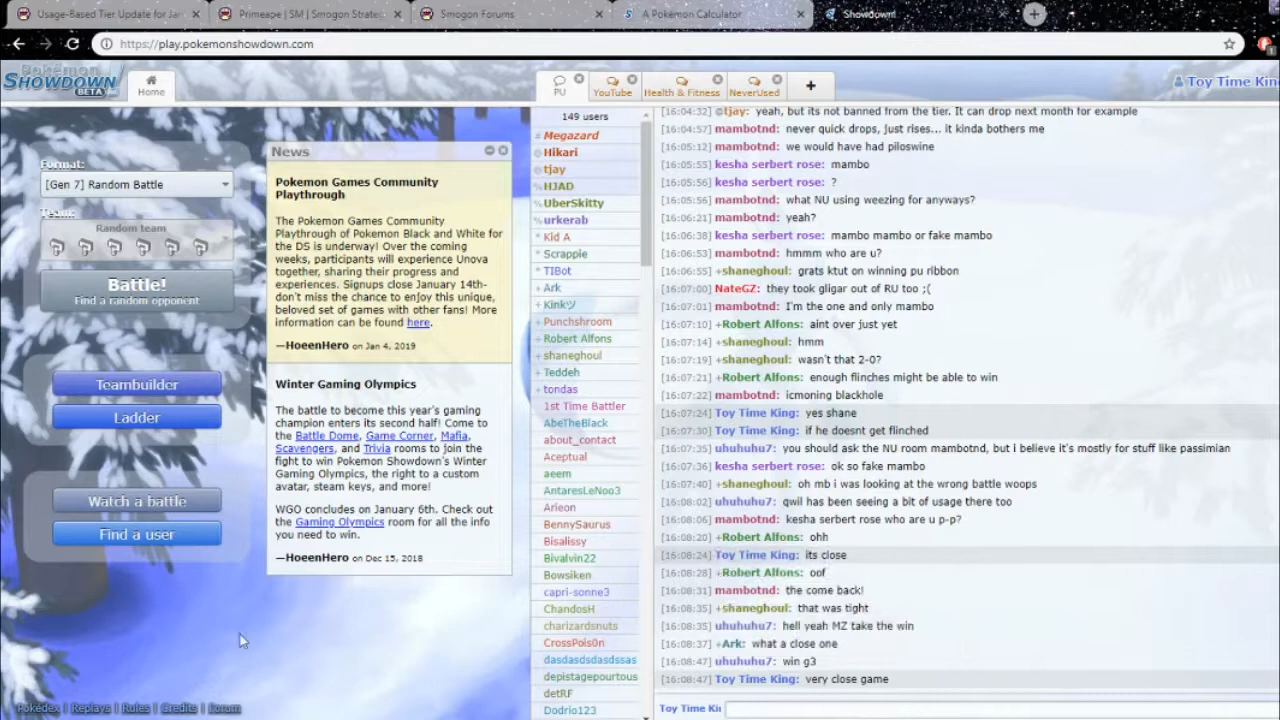 Usage-Based Tier Update for Jan
Primeape | SM | Smogon Strate
Smogon Forums
A Pokémon Calculator
Showdown!
https://play.pokemonshowdown.com
Pokémon
SHOWDOWN
BETA
Home
PU
YouTube
Health & Fitness
NeverUsed
Toy Time Kin
Format:
[Gen 7] Random Battle
Team:
Random team
Battle!
Find a random opponent
Teambuilder
Ladder
Watch a battle
Find a user
Pokédex | Replays | Rules | Credits | Forum
News
Pokemon Games Community
Playthrough
The Pokemon Games Community
Playthrough of Pokemon Black and White for
the DS is underway! Over the coming
weeks, participants will experience Unova
together, sharing their progress and
experiences. Signups close January 14th-
don't miss the chance to enjoy this unique,
beloved set of games with other fans! More
information can be found here.
—HoeenHero on Jan 4, 2019
Winter Gaming Olympics
The battle to become this year's gaming
champion enters its second half! Come to
the Battle Dome, Game Corner, Mafia,
Scavengers, and Trivia rooms to join the
fight to win Pokemon Showdown's Winter
Gaming Olympics, the right to a custom
avatar, steam keys, and more!
WGO concludes on January 6th. Check out
the Gaming Olympics room for all the info
you need to win.
—HoeenHero on Dec 15, 2018
149 users
# Megazard
@ Hikari
@ tjay
% HJAD
% UberSkitty
% urkerab
* Kid A
* Scrappie
* TIBot
+ Ark
+ Kinkツ
+ Punchshroom
+ Robert Alfons
+ shaneghoul
+ Teddeh
+ tondas
1st Time Battler
AbeTheBlack
about_contact
Aceptual
aeem
AntaresLeNoo3
Arieon
BennySaurus
Bisalissy
Bivalvin22
Bowsiken
capri-sonne3
ChandosH
charizardsnuts
CrossPois0n
dasdasdsdasdssas
depistagepourtous
detRF
Dodrio123
[16:04:32] @tjay: yeah, but its not banned from the tier. It can drop next month for example
[16:04:57] mambotnd: never quick drops, just rises... it kinda bothers me
[16:05:12] mambotnd: we would have had piloswine
[16:05:55] kesha serbert rose: mambo
[16:05:56] kesha serbert rose: ?
[16:05:56] mambotnd: what NU using weezing for anyways?
[16:06:21] mambotnd: yeah?
[16:06:38] kesha serbert rose: mambo mambo or fake mambo
[16:06:53] mambotnd: hmmm who are u?
[16:06:55] +shaneghoul: grats ktut on winning pu ribbon
[16:07:00] NateGZ: they took gligar out of RU too ;(
[16:07:01] mambotnd: I'm the one and only mambo
[16:07:10] +Robert Alfons: aint over just yet
[16:07:14] +shaneghoul: hmm
[16:07:19] +shaneghoul: wasn't that 2-0?
[16:07:21] +Robert Alfons: enough flinches might be able to win
[16:07:22] mambotnd: icmoning blackhole
[16:07:24] Toy Time King: yes shane
[16:07:30] Toy Time King: if he doesnt get flinched
[16:07:35] uhuhuhu7: you should ask the NU room mambotnd, but i believe it's mostly for stuff like passimian
[16:07:36] kesha serbert rose: ok so fake mambo
[16:07:40] +shaneghoul: oh mb i was looking at the wrong battle woops
[16:08:02] uhuhuhu7: qwil has been seeing a bit of usage there too
[16:08:06] mambotnd: kesha serbert rose who are u p-p?
[16:08:20] +Robert Alfons: ohh
[16:08:24] Toy Time King: its close
[16:08:28] +Robert Alfons: oof
[16:08:31] mambotnd: the come back!
[16:08:35] +shaneghoul: that was tight
[16:08:35] uhuhuhu7: hell yeah MZ take the win
[16:08:37] +Ark: what a close one
[16:08:47] uhuhuhu7: win g3
[16:08:47] Toy Time King: very close game
Toy Time Kin